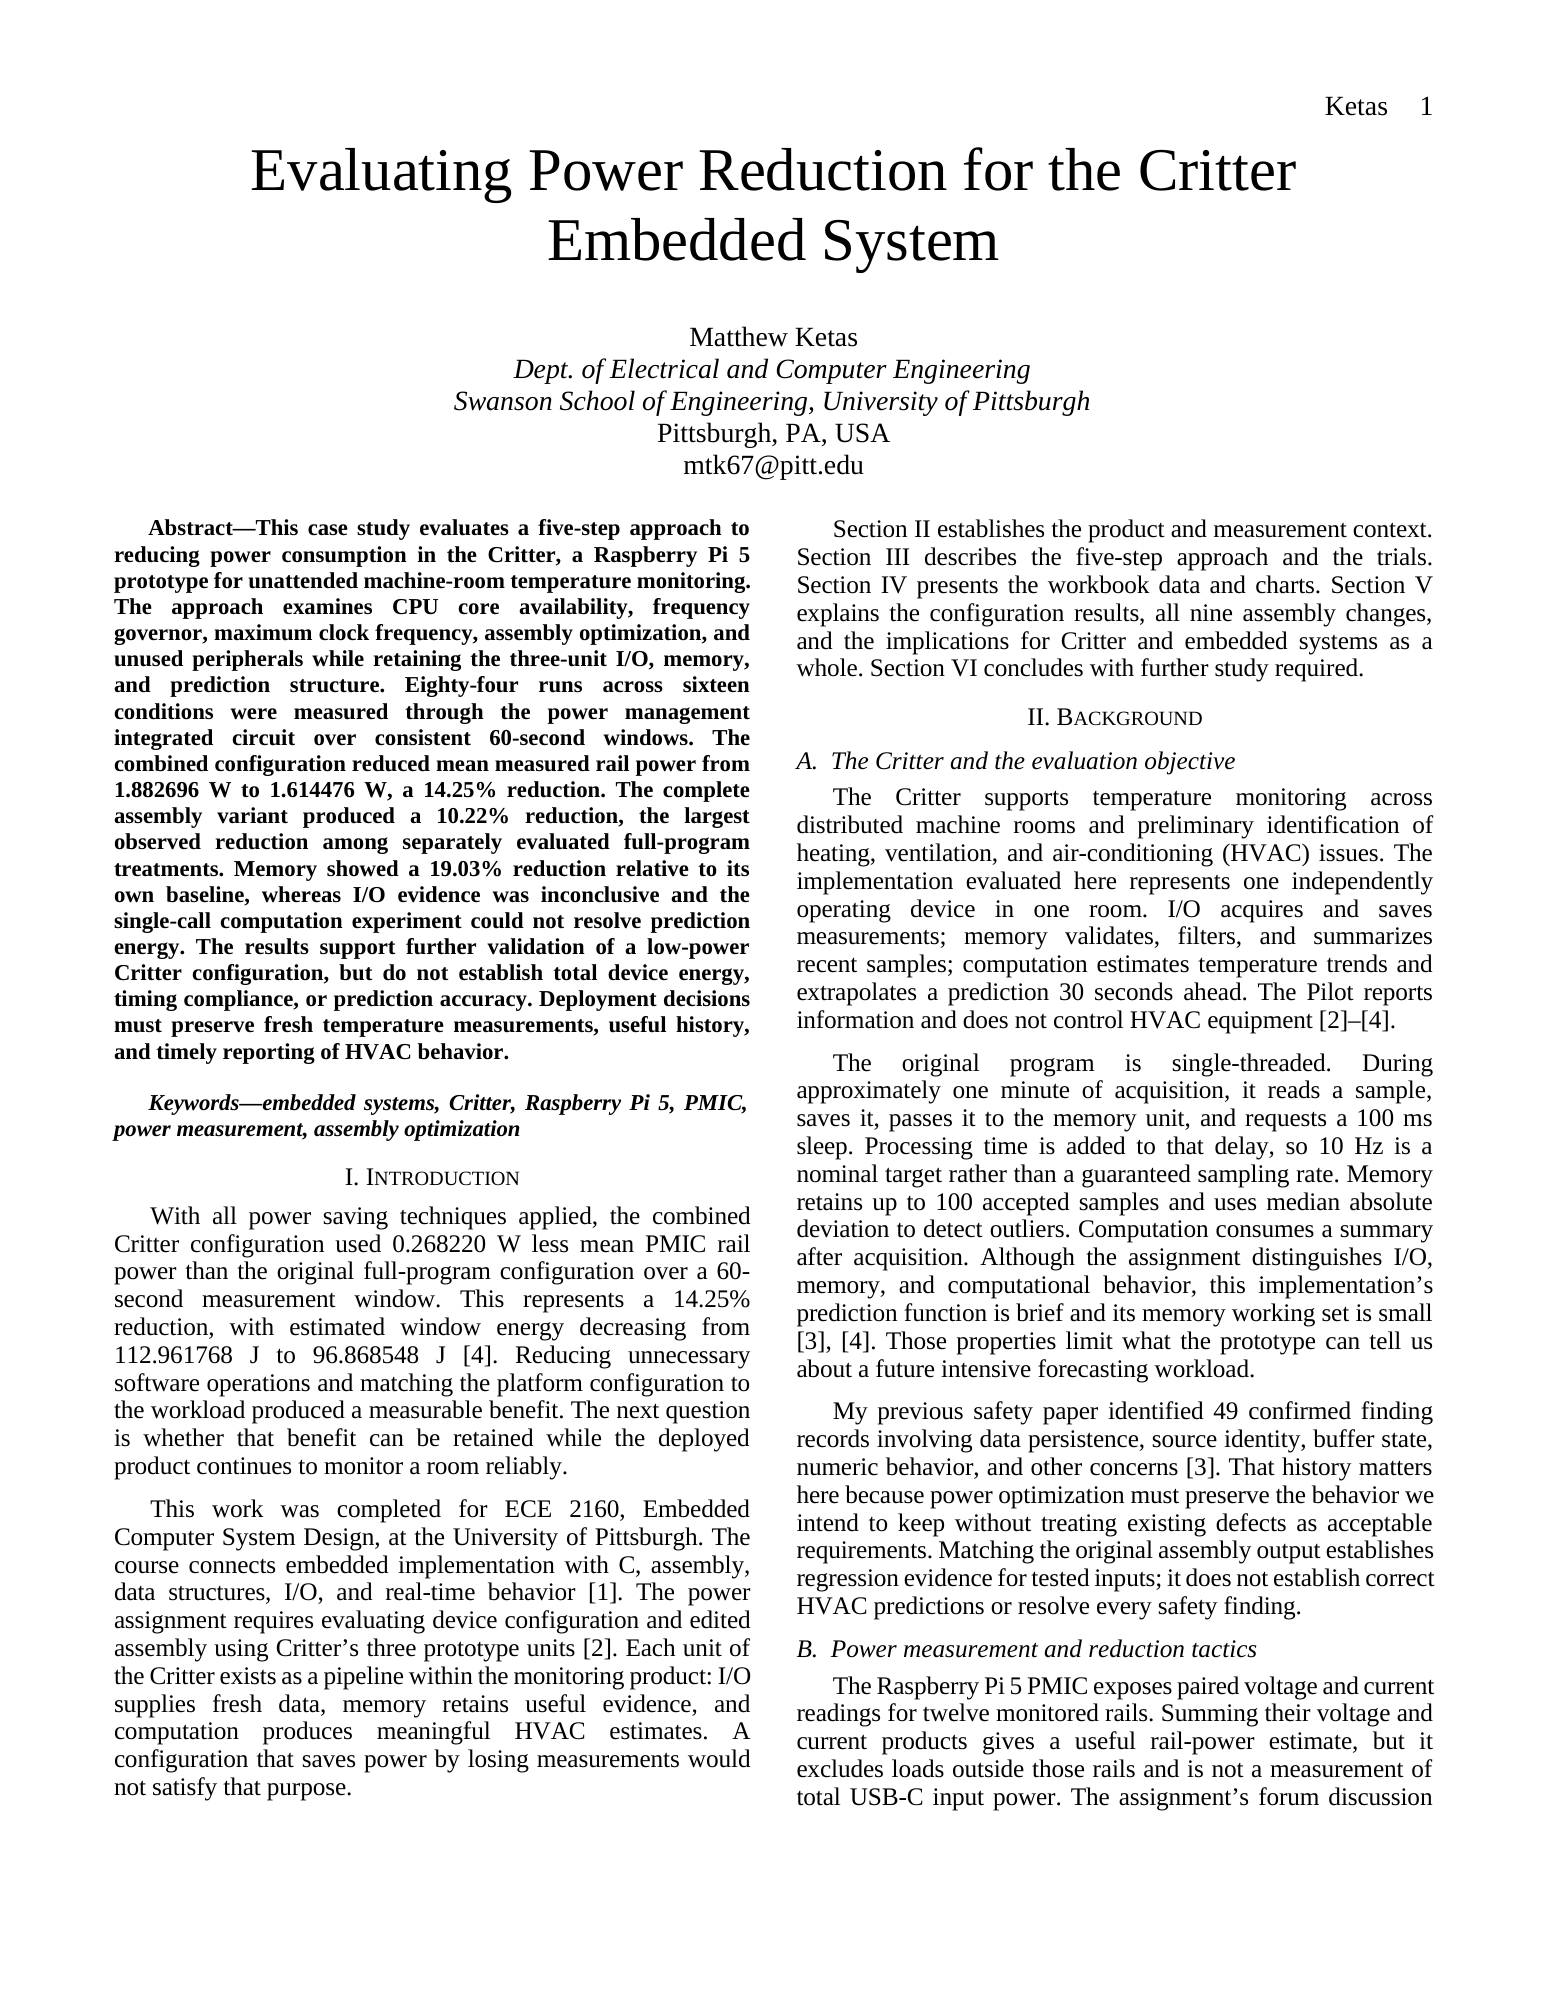 Ketas 1
Evaluating Power Reduction for the Critter
Embedded System
Matthew Ketas
Dept. of Electrical and Computer Engineering
Swanson School of Engineering, University of Pittsburgh
Pittsburgh, PA, USA
mtk67@pitt.edu
Abstract—This case study evaluates a five-step approach to
reducing power consumption in the Critter, a Raspberry Pi 5
prototype for unattended machine-room temperature monitoring.
The approach examines CPU core availability, frequency
governor, maximum clock frequency, assembly optimization, and
unused peripherals while retaining the three-unit I/O, memory,
and prediction structure. Eighty-four runs across sixteen
conditions were measured through the power management
integrated circuit over consistent 60-second windows. The
combined configuration reduced mean measured rail power from
1.882696 W to 1.614476 W, a 14.25% reduction. The complete
assembly variant produced a 10.22% reduction, the largest
observed reduction among separately evaluated full-program
treatments. Memory showed a 19.03% reduction relative to its
own baseline, whereas I/O evidence was inconclusive and the
single-call computation experiment could not resolve prediction
energy. The results support further validation of a low-power
Critter configuration, but do not establish total device energy,
timing compliance, or prediction accuracy. Deployment decisions
must preserve fresh temperature measurements, useful history,
and timely reporting of HVAC behavior.
Keywords—embedded systems, Critter, Raspberry Pi 5, PMIC,
power measurement, assembly optimization
I. INTRODUCTION
With all power saving techniques applied, the combined
Critter configuration used 0.268220 W less mean PMIC rail
power than the original full-program configuration over a 60-
second measurement window. This represents a 14.25%
reduction, with estimated window energy decreasing from
112.961768 J to 96.868548 J [4]. Reducing unnecessary
software operations and matching the platform configuration to
the workload produced a measurable benefit. The next question
is whether that benefit can be retained while the deployed
product continues to monitor a room reliably.
This work was completed for ECE 2160, Embedded
Computer System Design, at the University of Pittsburgh. The
course connects embedded implementation with C, assembly,
data structures, I/O, and real-time behavior [1]. The power
assignment requires evaluating device configuration and edited
assembly using Critter’s three prototype units [2]. Each unit of
the Critter exists as a pipeline within the monitoring product: I/O
supplies fresh data, memory retains useful evidence, and
computation produces meaningful HVAC estimates. A
configuration that saves power by losing measurements would
not satisfy that purpose.
Section II establishes the product and measurement context.
Section III describes the five-step approach and the trials.
Section IV presents the workbook data and charts. Section V
explains the configuration results, all nine assembly changes,
and the implications for Critter and embedded systems as a
whole. Section VI concludes with further study required.
II. BACKGROUND
A. The Critter and the evaluation objective
The Critter supports temperature monitoring across
distributed machine rooms and preliminary identification of
heating, ventilation, and air-conditioning (HVAC) issues. The
implementation evaluated here represents one independently
operating device in one room. I/O acquires and saves
measurements; memory validates, filters, and summarizes
recent samples; computation estimates temperature trends and
extrapolates a prediction 30 seconds ahead. The Pilot reports
information and does not control HVAC equipment [2]–[4].
The original program is single-threaded. During
approximately one minute of acquisition, it reads a sample,
saves it, passes it to the memory unit, and requests a 100 ms
sleep. Processing time is added to that delay, so 10 Hz is a
nominal target rather than a guaranteed sampling rate. Memory
retains up to 100 accepted samples and uses median absolute
deviation to detect outliers. Computation consumes a summary
after acquisition. Although the assignment distinguishes I/O,
memory, and computational behavior, this implementation’s
prediction function is brief and its memory working set is small
[3], [4]. Those properties limit what the prototype can tell us
about a future intensive forecasting workload.
My previous safety paper identified 49 confirmed finding
records involving data persistence, source identity, buffer state,
numeric behavior, and other concerns [3]. That history matters
here because power optimization must preserve the behavior we
intend to keep without treating existing defects as acceptable
requirements. Matching the original assembly output establishes
regression evidence for tested inputs; it does not establish correct
HVAC predictions or resolve every safety finding.
B. Power measurement and reduction tactics
The Raspberry Pi 5 PMIC exposes paired voltage and current
readings for twelve monitored rails. Summing their voltage and
current products gives a useful rail-power estimate, but it
excludes loads outside those rails and is not a measurement of
total USB-C input power. The assignment’s forum discussion